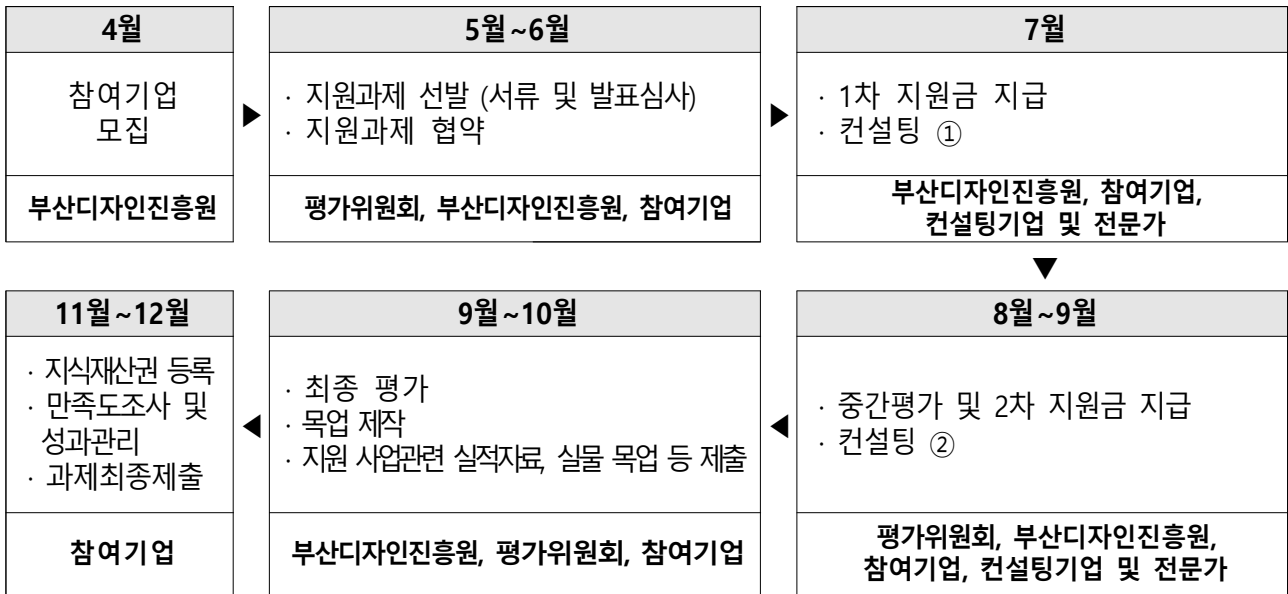 4월
참여기업
모집
부산디자인진흥원
▶
5월~6월
· 지원과제 선발 (서류 및 발표심사)
· 지원과제 협약
평가위원회, 부산디자인진흥원, 참여기업
▶
7월
· 1차 지원금 지급
· 컨설팅 ①
부산디자인진흥원, 참여기업,
컨설팅기업 및 전문가
▼
8월~9월
· 중간평가 및 2차 지원금 지급
· 컨설팅 ②
평가위원회, 부산디자인진흥원,
참여기업, 컨설팅기업 및 전문가
◀
9월~10월
· 최종 평가
· 목업 제작
· 지원 사업관련 실적자료, 실물 목업 등 제출
부산디자인진흥원, 평가위원회, 참여기업
◀
11월~12월
· 지식재산권 등록
· 만족도조사 및
성과관리
· 과제최종제출
참여기업